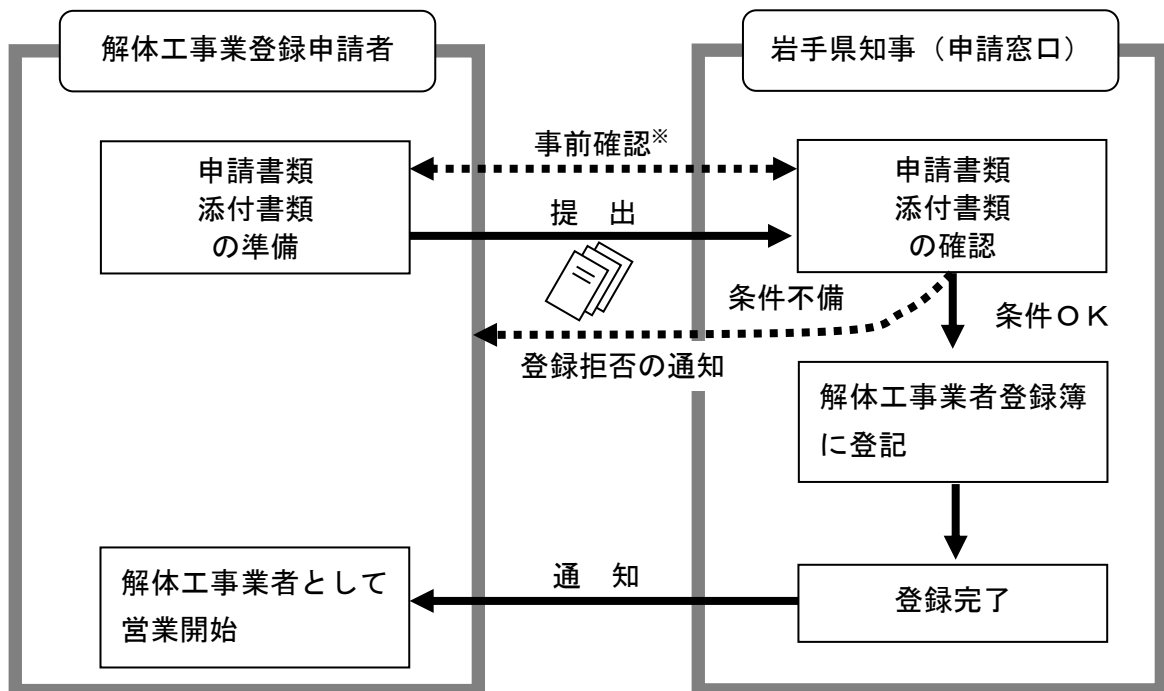 解体工事業登録申請者
岩手県知事（申請窓口）
事前確認※
申請書類
添付書類
の準備
申請書類
添付書類
の確認
提　出
条件不備
条件ＯＫ
登録拒否の通知
解体工事業者登録簿
に登記
解体工事業者として
営業開始
通　知
登録完了